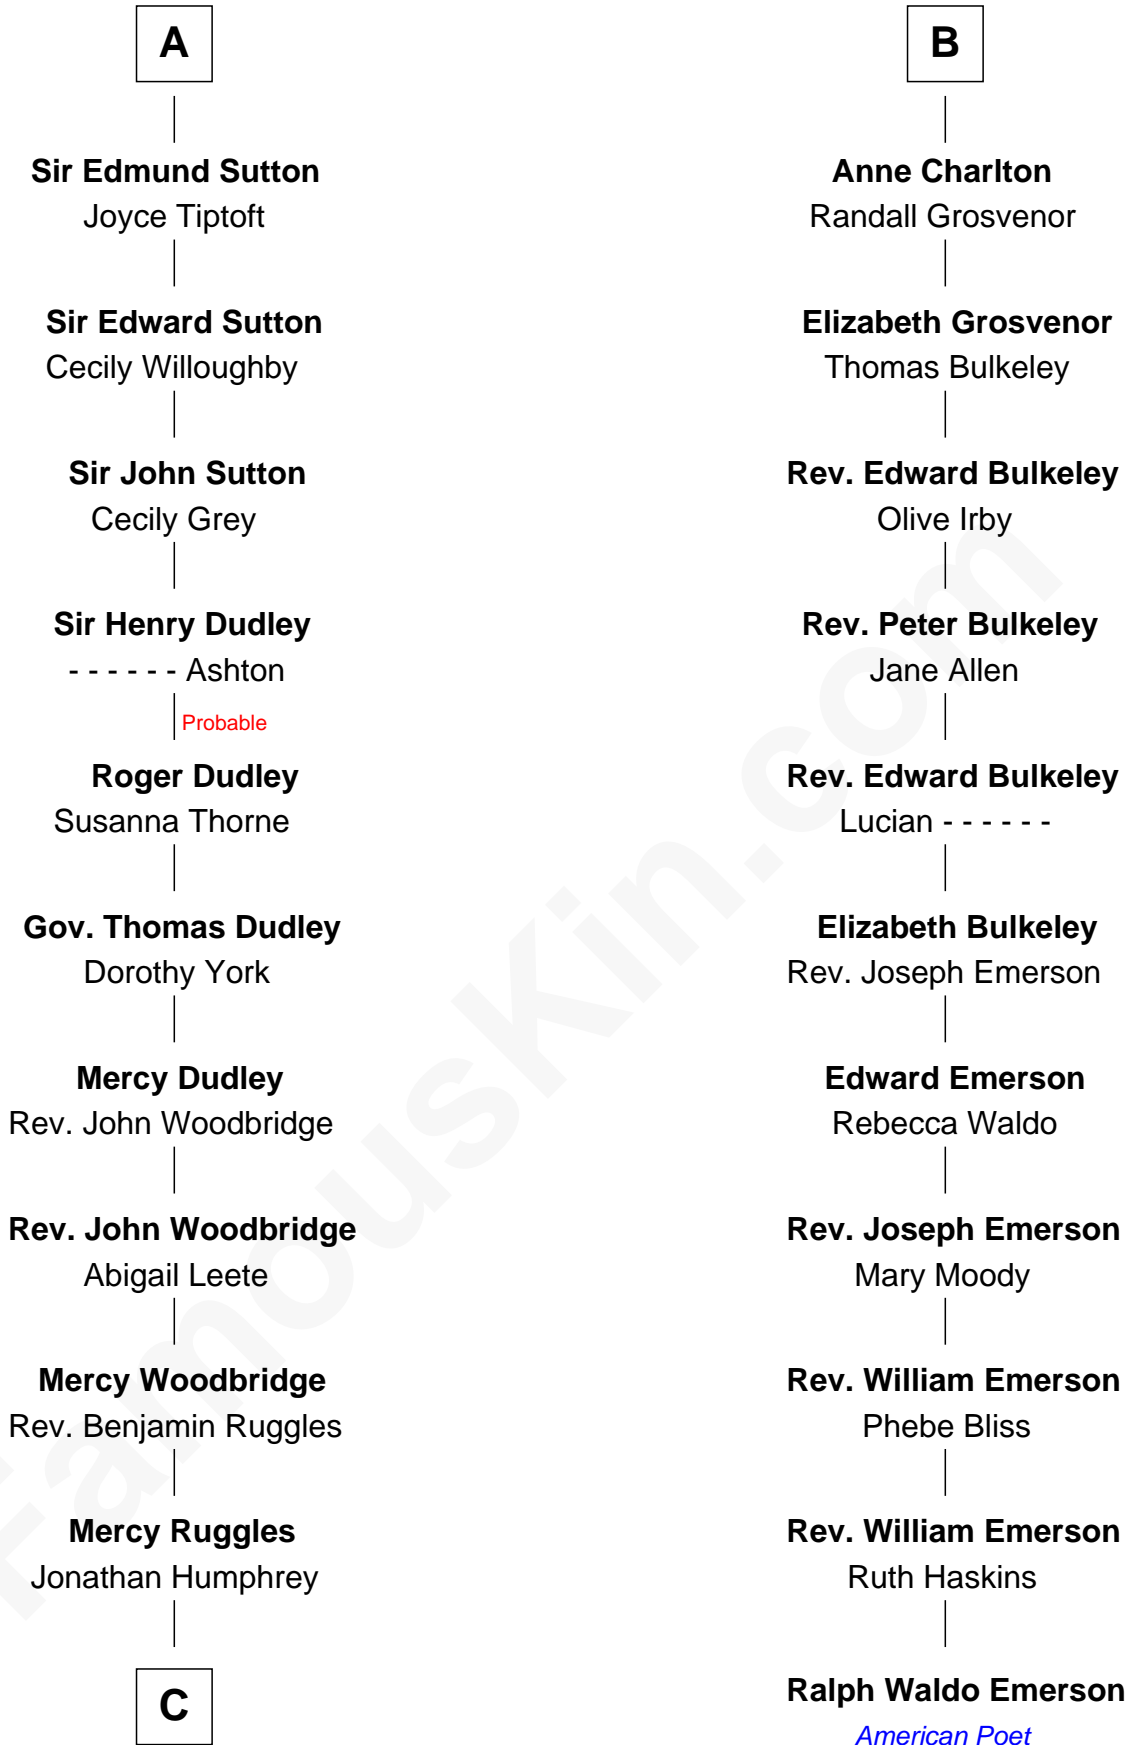 A
Sir Edmund Sutton
Joyce Tiptoft
Sir Edward Sutton
Cecily Willoughby
Sir John Sutton
Cecily Grey
Sir Henry Dudley
- - - - - - Ashton
Probable
Roger Dudley
Susanna Thorne
Gov. Thomas Dudley
Dorothy York
Mercy Dudley
Rev. John Woodbridge
Rev. John Woodbridge
Abigail Leete
Mercy Woodbridge
Rev. Benjamin Ruggles
Mercy Ruggles
Jonathan Humphrey
C
B
Anne Charlton
Randall Grosvenor
Elizabeth Grosvenor
Thomas Bulkeley
Rev. Edward Bulkeley
Olive Irby
Rev. Peter Bulkeley
Jane Allen
Rev. Edward Bulkeley
Lucian - - - - - -
Elizabeth Bulkeley
Rev. Joseph Emerson
Edward Emerson
Rebecca Waldo
Rev. Joseph Emerson
Mary Moody
Rev. William Emerson
Phebe Bliss
Rev. William Emerson
Ruth Haskins
Ralph Waldo Emerson
American Poet
FamousKin.com